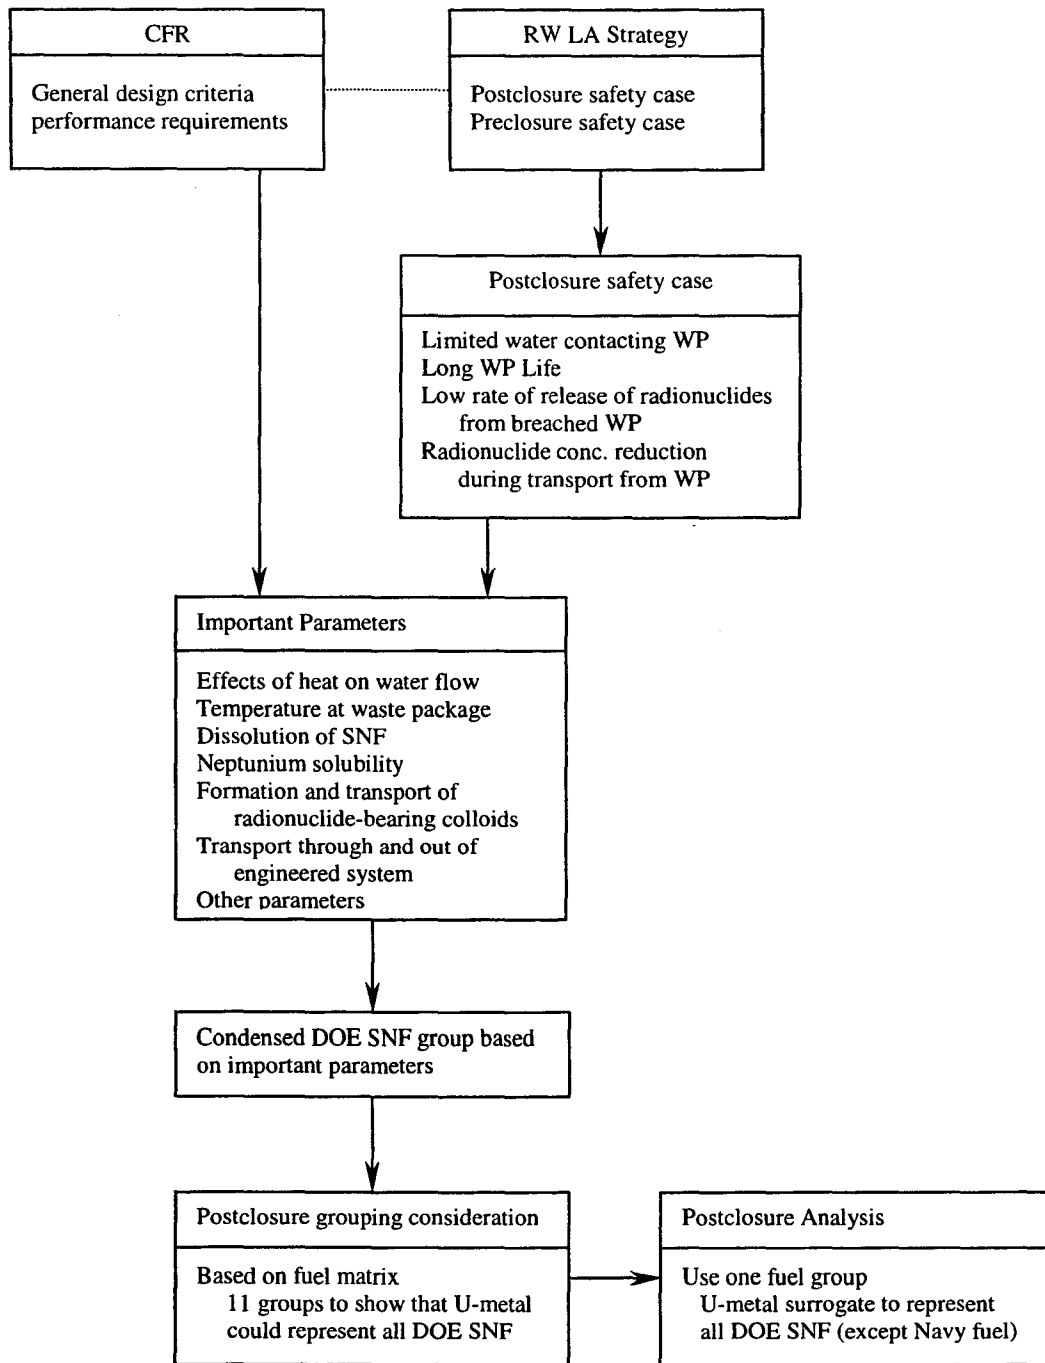 CFR
General design criteria
performance requirements
RW LA Strategy
Postclosure safety case
Preclosure safety case
Postclosure safety case
Limited water contacting WP
Long WP Life
Low rate of release of radionuclides
from breached WP
Radionuclide conc. reduction
during transport from WP
Important Parameters
Effects of heat on water flow
Temperature at waste package
Dissolution of SNF
Neptunium solubility
Formation and transport of
radionuclide-bearing colloids
Transport through and out of
engineered system
Other parameters
Condensed DOE SNF group based
on important parameters
Postclosure grouping consideration
Based on fuel matrix
11 groups to show that U-metal
could represent all DOE SNF
Postclosure Analysis
Use one fuel group
U-metal surrogate to represent
all DOE SNF (except Navy fuel)